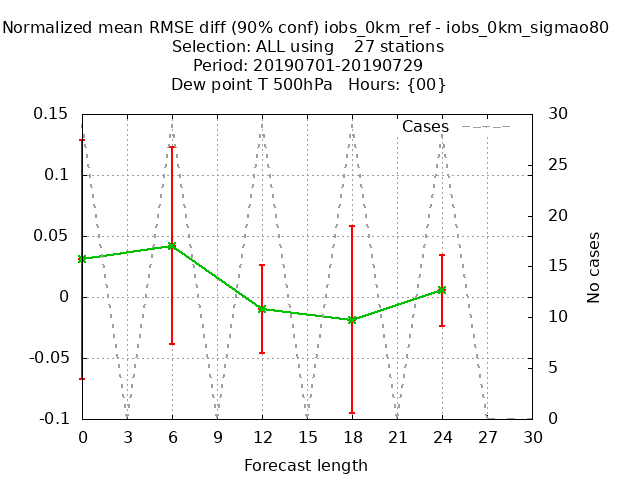 Normalized mean RMSE diff (90% conf) iobs_0km_ref - iobs_0km_sigmao80
Selection: ALL using    27 stations
Period: 20190701-20190729
Dew point T 500hPa   Hours: {00}
0.15
0.1
0.05
0
-0.05
-0.1
Cases
30
25
20
15
10
5
0
No cases
0 3 6 9 12 15 18 21 24 27 30
Forecast length